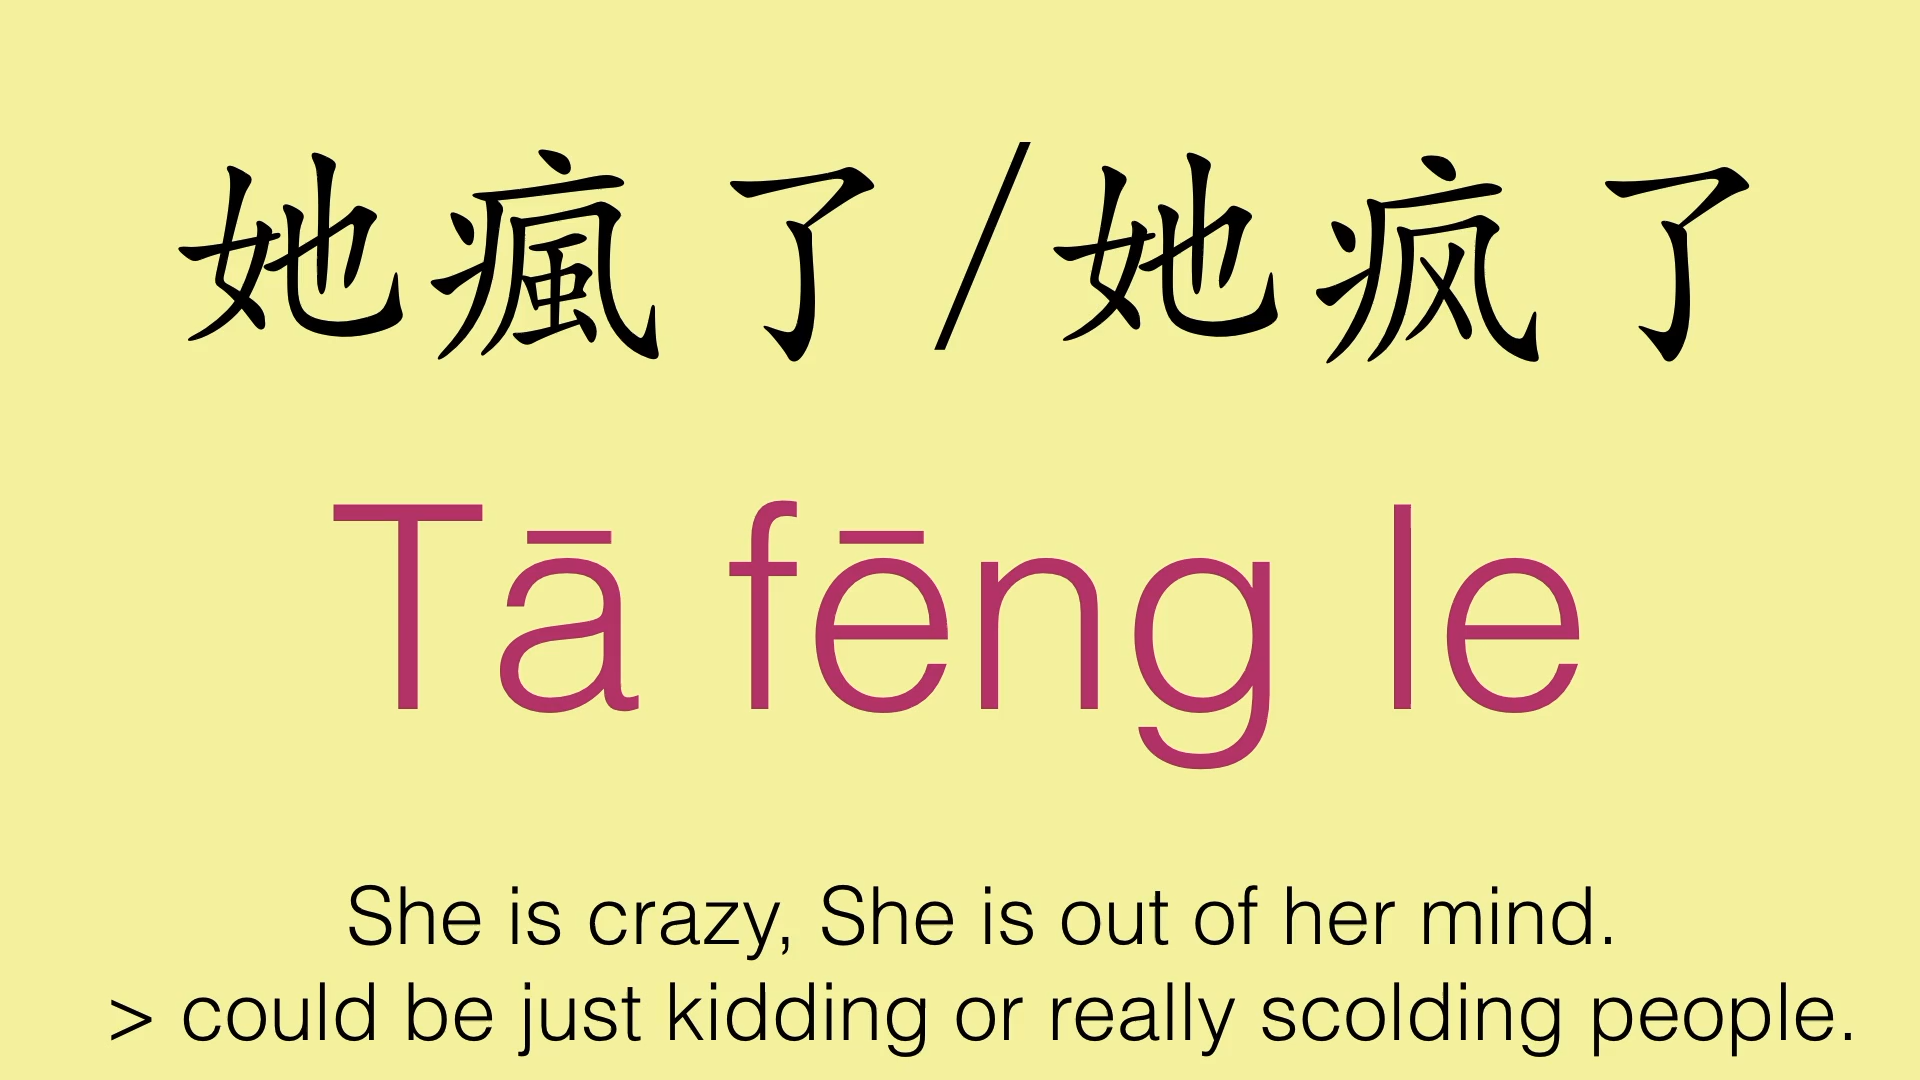 她瘋了/她疯了
Tā fēng le
She is crazy, She is out of her mind.
> could be just kidding or really scolding people.